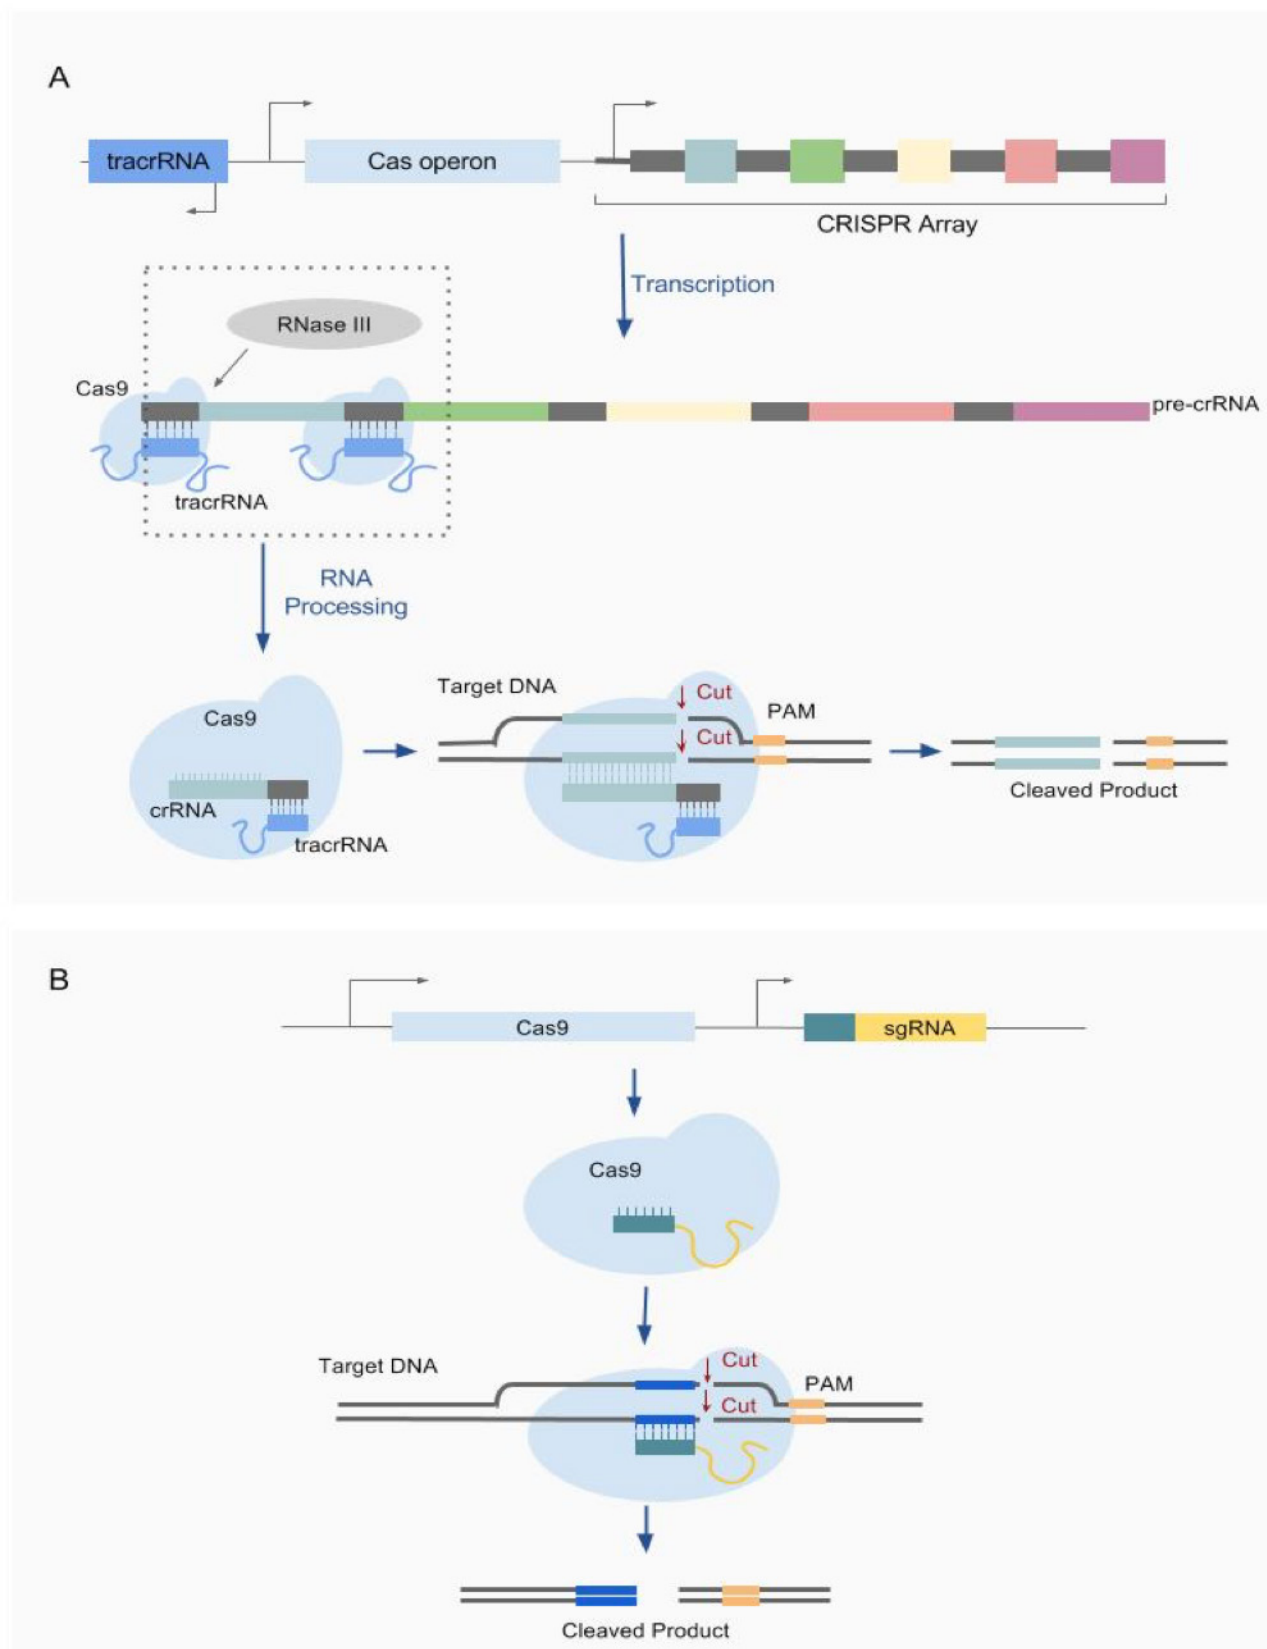 A
tracrRNA
Cas operon
CRISPR Array
Transcription
RNase III
Cas9
pre-crRNA
tracrRNA
RNA
Processing
Target DNA
Cut
PAM
Cas9
Cut
Cleaved Product
crRNA
tracrRNA
B
Cas9
sgRNA
Cas9
Target DNA
Cut
PAM
Cut
Cleaved Product